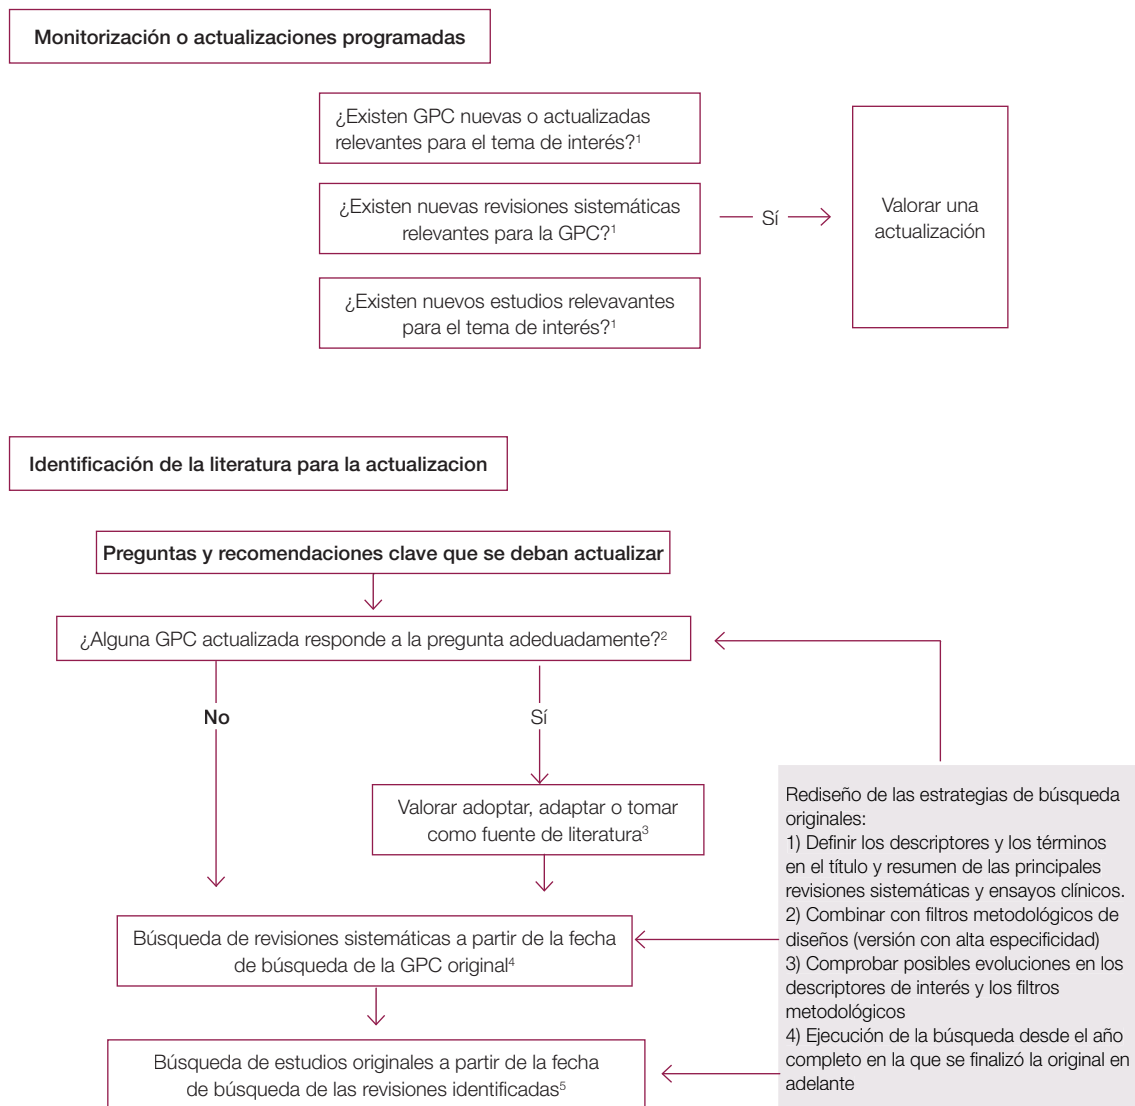 Monitorización o actualizaciones programadas
¿Existen GPC nuevas o actualizadas
relevantes para el tema de interés?¹
¿Existen nuevas revisiones sistemáticas
relevantes para la GPC?¹
Sí
Valorar una
actualización
¿Existen nuevos estudios relevavantes
para el tema de interés?¹
Identificación de la literatura para la actualizacion
Preguntas y recomendaciones clave que se deban actualizar
¿Alguna GPC actualizada responde a la pregunta adeduadamente?²
No
Sí
Valorar adoptar, adaptar o tomar
como fuente de literatura³
Búsqueda de revisiones sistemáticas a partir de la fecha
de búsqueda de la GPC original⁴
Búsqueda de estudios originales a partir de la fecha
de búsqueda de las revisiones identificadas⁵
Rediseño de las estrategias de búsqueda
originales:
1) Definir los descriptores y los términos
en el título y resumen de las principales
revisiones sistemáticas y ensayos clínicos.
2) Combinar con filtros metodológicos de
diseños (versión con alta especificidad)
3) Comprobar posibles evoluciones en los
descriptores de interés y los filtros
metodológicos
4) Ejecución de la búsqueda desde el año
completo en la que se finalizó la original en
adelante